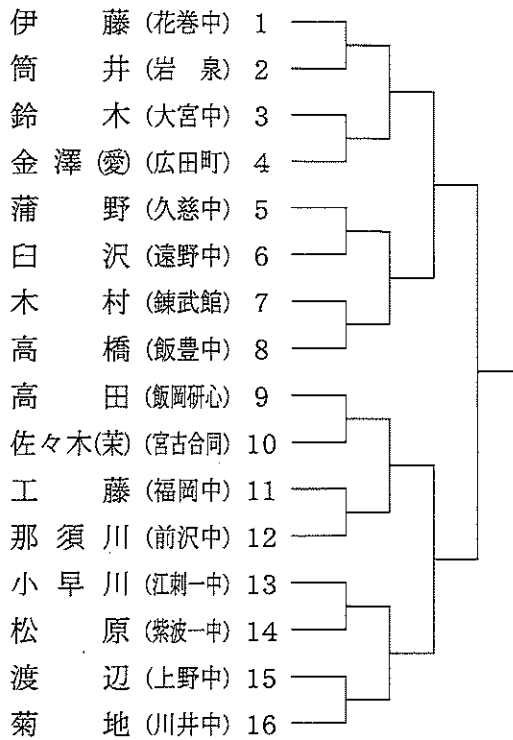 伊藤 (花巻中) 1
筒井 (岩泉) 2
鈴木 (大宮中) 3
金澤(愛) (広田町) 4
蒲野 (久慈中) 5
臼沢 (遠野中) 6
木村 (錬武館) 7
高橋 (飯豊中) 8
高田 (飯岡研心) 9
佐々木(茉) (宮古合同) 10
工藤 (福岡中) 11
那須川 (前沢中) 12
小早川 (江刺一中) 13
松原 (紫波一中) 14
渡辺 (上野中) 15
菊地 (川井中) 16